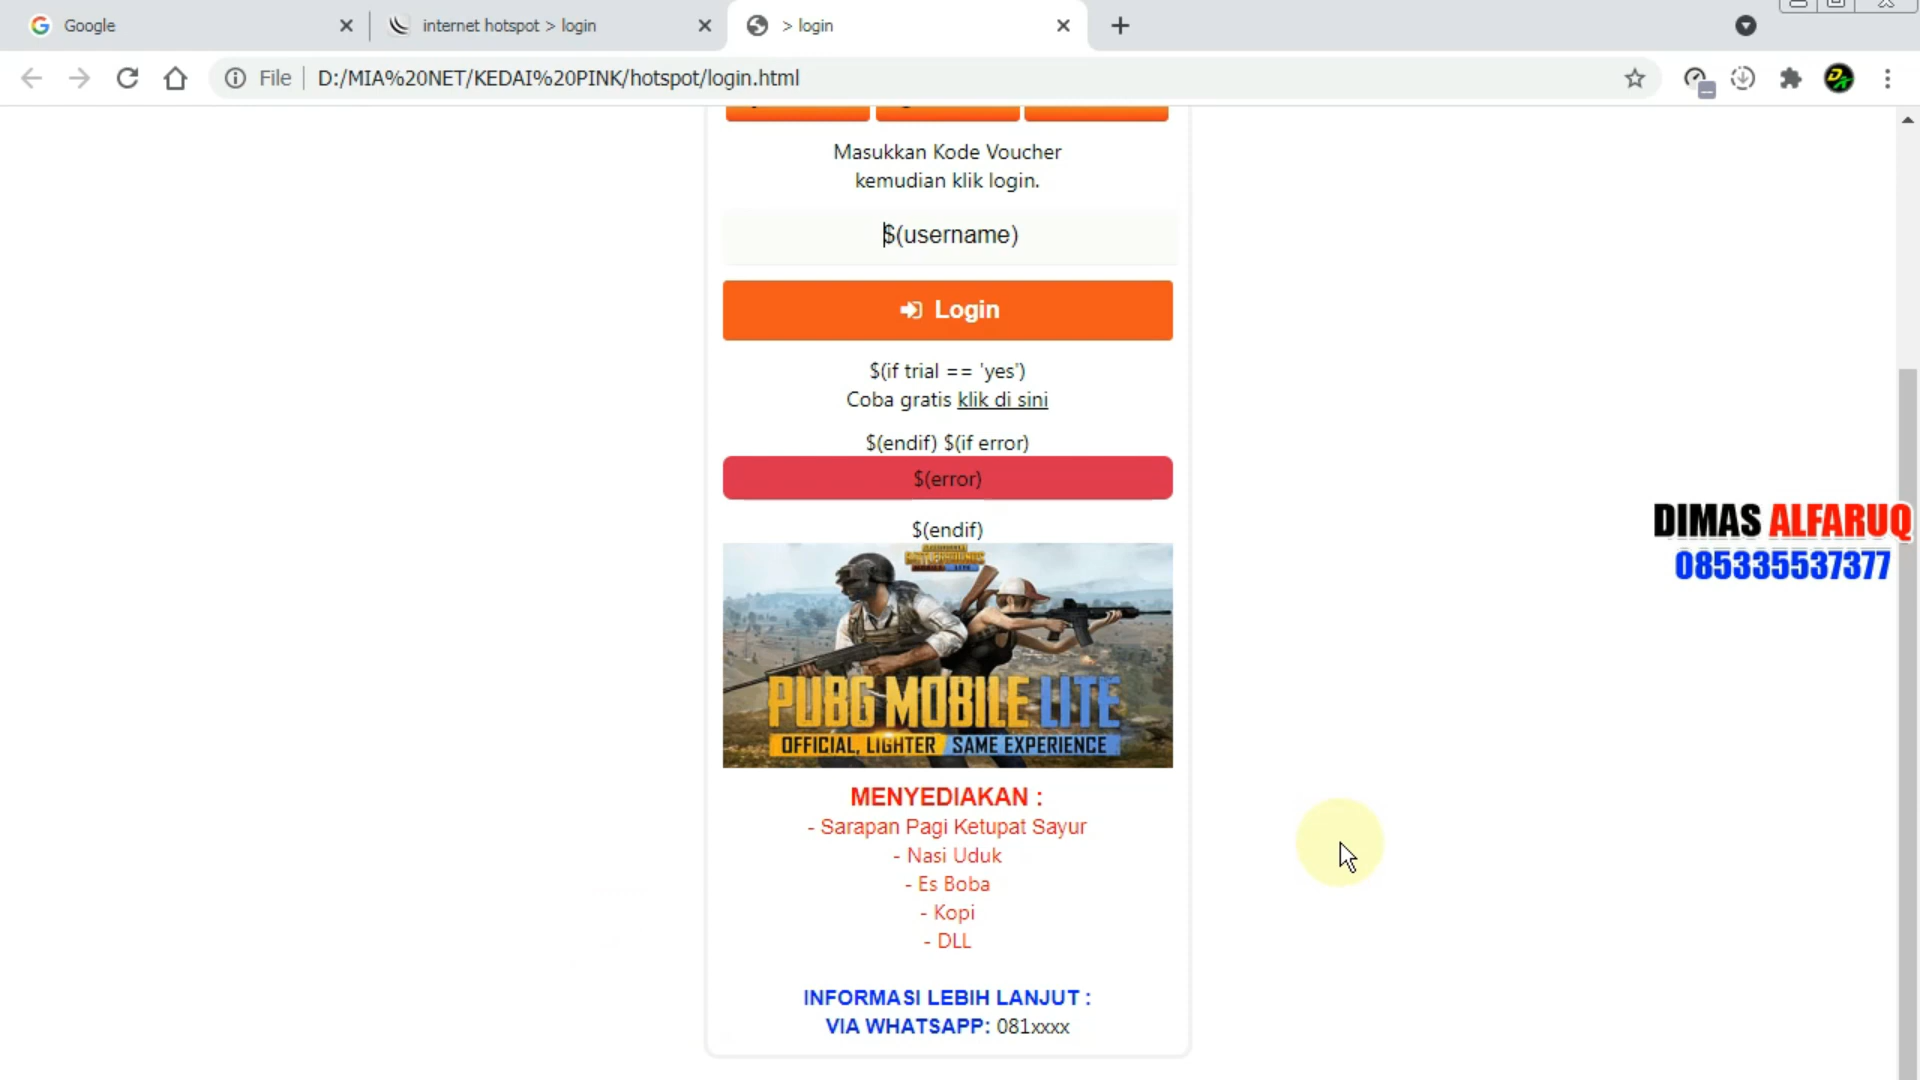 Google
internet hotspot > login
> login
File
D:/MIA%20NET/KEDAI%20PINK/hotspot/login.html
Masukkan Kode Voucher
kemudian klik login.
$(username)
Login
$(if trial == 'yes')
Coba gratis klik di sini
$(endif) $(if error)
$(error)
$(endif)
DIMAS ALFARUQ
085335537377
PUBG MOBILE LITE
OFFICIAL, LIGHTER SAME EXPERIENCE
MENYEDIAKAN :
- Sarapan Pagi Ketupat Sayur
- Nasi Uduk
- Es Boba
- Kopi
- DLL
INFORMASI LEBIH LANJUT :
VIA WHATSAPP: 081xxxx